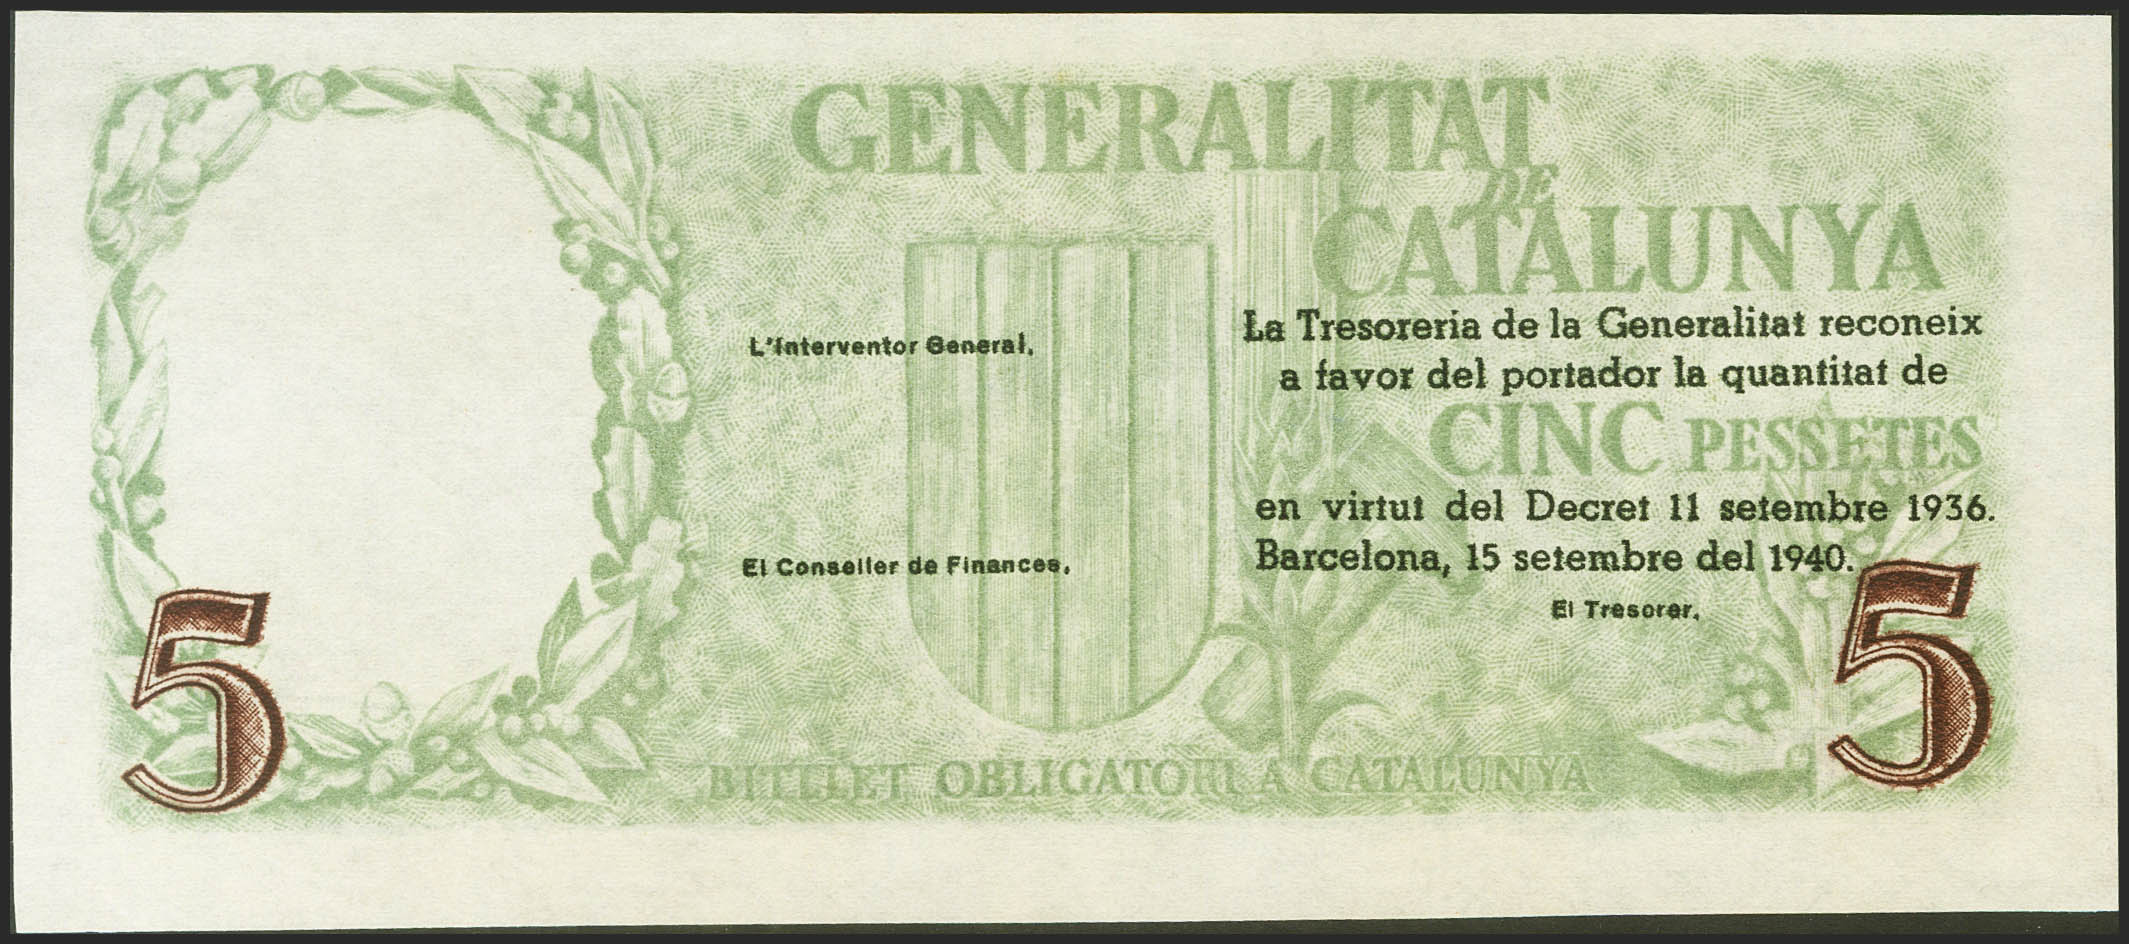 GENERALITAT
DE
CATALUNYA
La Tresoreria de la Generalitat reconeix
a favor del portador la quantitat de
CINC PESSETES
en virtut del Decret 11 setembre 1936.
Barcelona, 15 setembre del 1940.
El Tresorer,
L'Interventor General,
El Conseller de Finances,
5
5
BITLLET OBLIGATORI A CATALUNYA